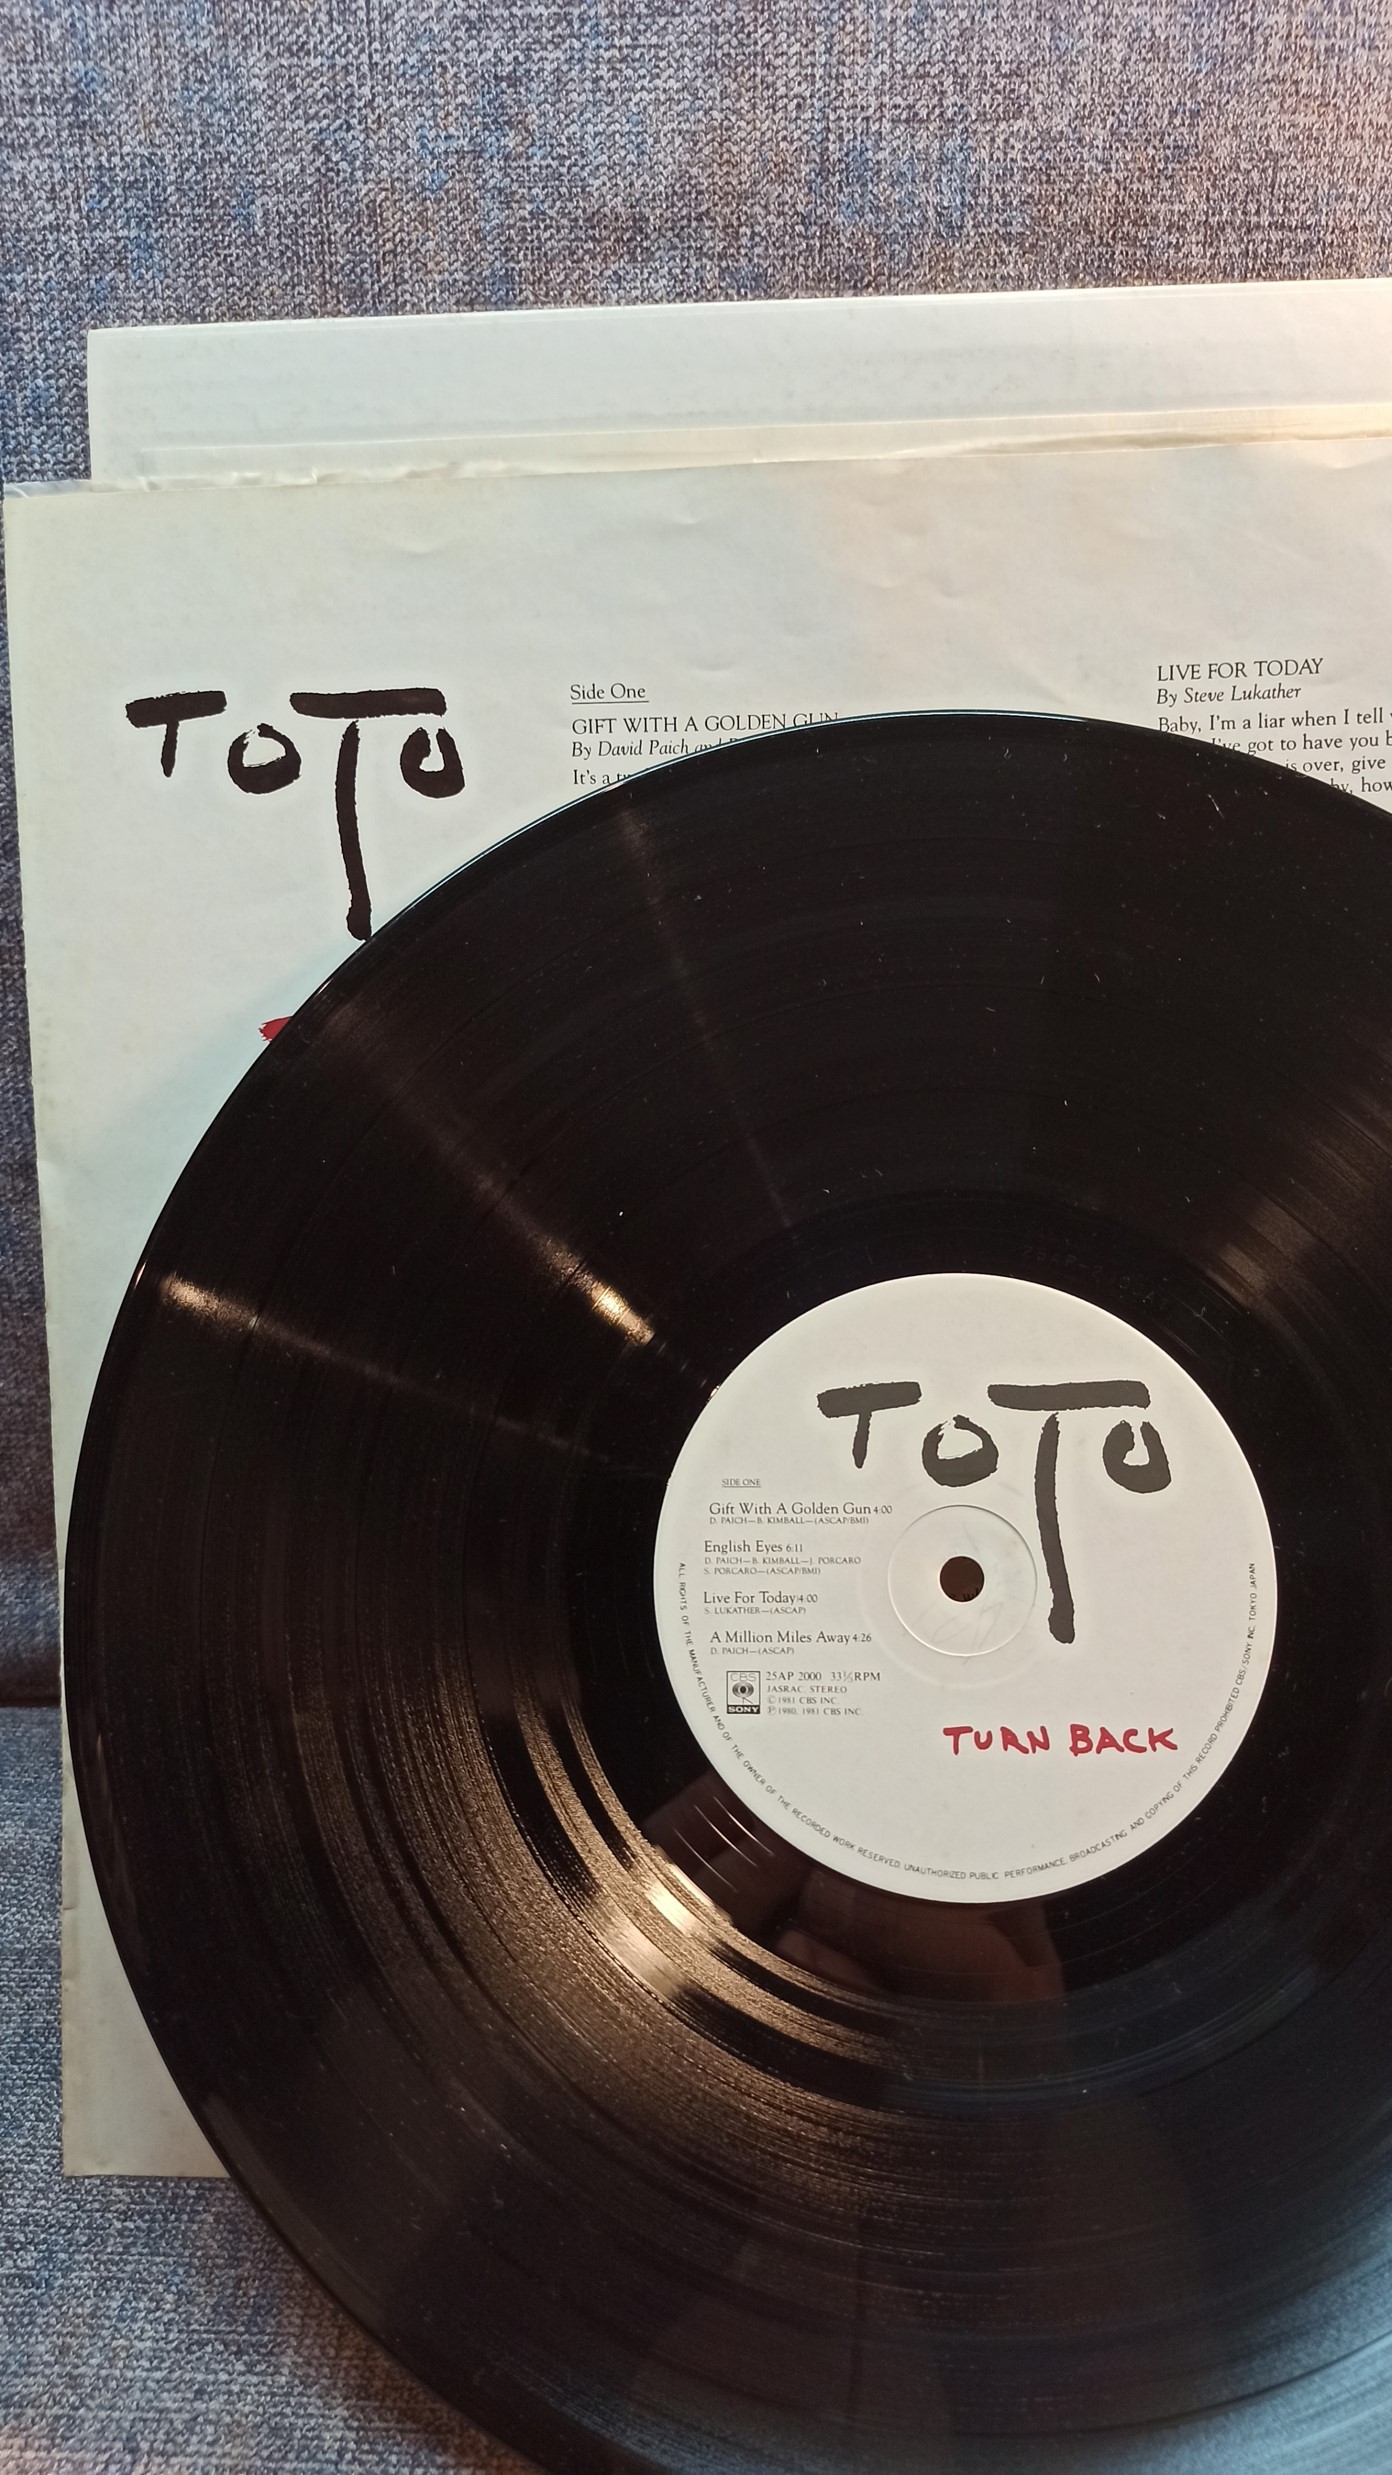 TOTO
Side One
GIFT WITH A GOLDEN GUN
By David Paich and
It's a
LIVE FOR TODAY
By Steve Lukather
Baby, I'm a liar when I tell
I've got to have you
is over, give
how
TOTO
SIDE ONE
Gift With A Golden Gun 4:00
D. PAICH—B. KIMBALL—(ASCAP/BMI)
English Eyes 6:11
D. PAICH—B. KIMBALL—J. PORCARO
S. PORCARO—(ASCAP/BMI)
Live For Today 4:00
S. LUKATHER—(ASCAP)
A Million Miles Away 4:26
D. PAICH—(ASCAP)
CBS
SONY
25AP 2000 33⅓RPM
JASRAC, STEREO
Ⓒ1981 CBS INC.
Ⓟ1980, 1981 CBS INC.
TURN BACK
ALL RIGHTS OF THE MANUFACTURER AND OF THE OWNER OF THE RECORDED WORK RESERVED. UNAUTHORIZED PUBLIC PERFORMANCE, BROADCASTING AND COPYING OF THIS RECORD PROHIBITED CBS/SONY INC. TOKYO JAPAN